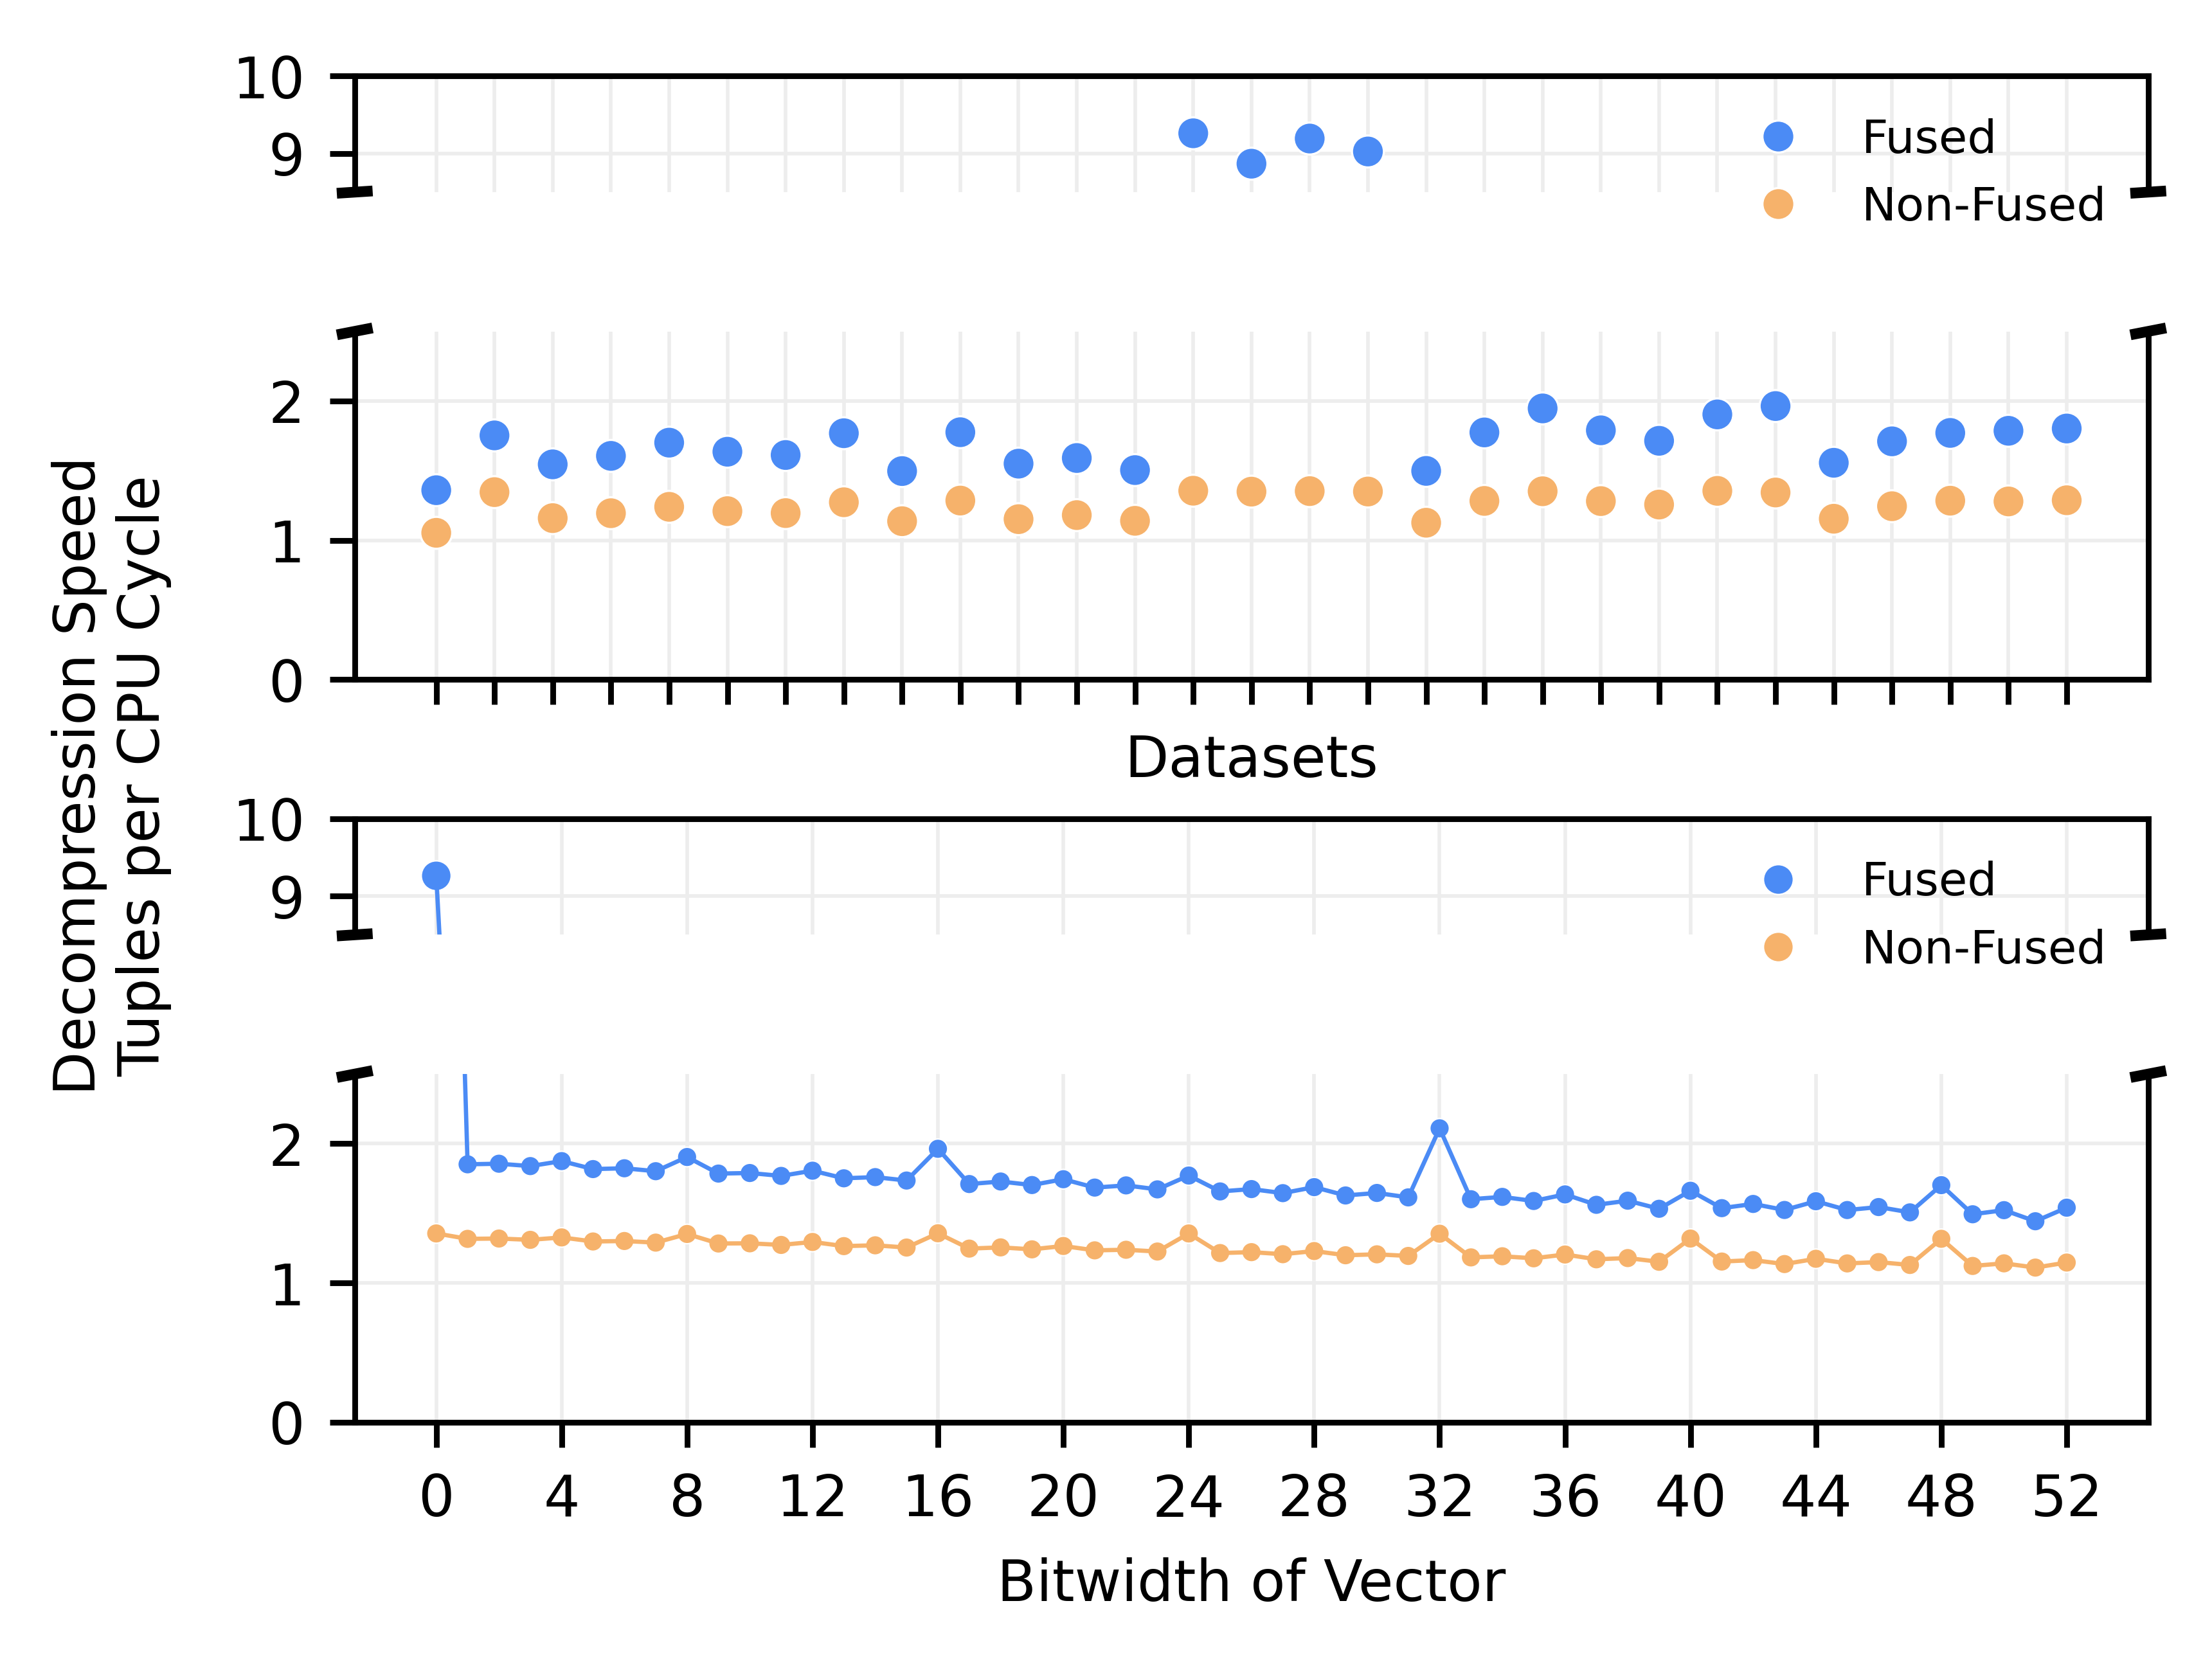 Decompression Speed
Tuples per CPU Cycle
10
9
Fused
Non-Fused
2
1
0
Datasets
10
9
Fused
Non-Fused
2
1
0
0 4 8 12 16 20 24 28 32 36 40 44 48 52
Bitwidth of Vector